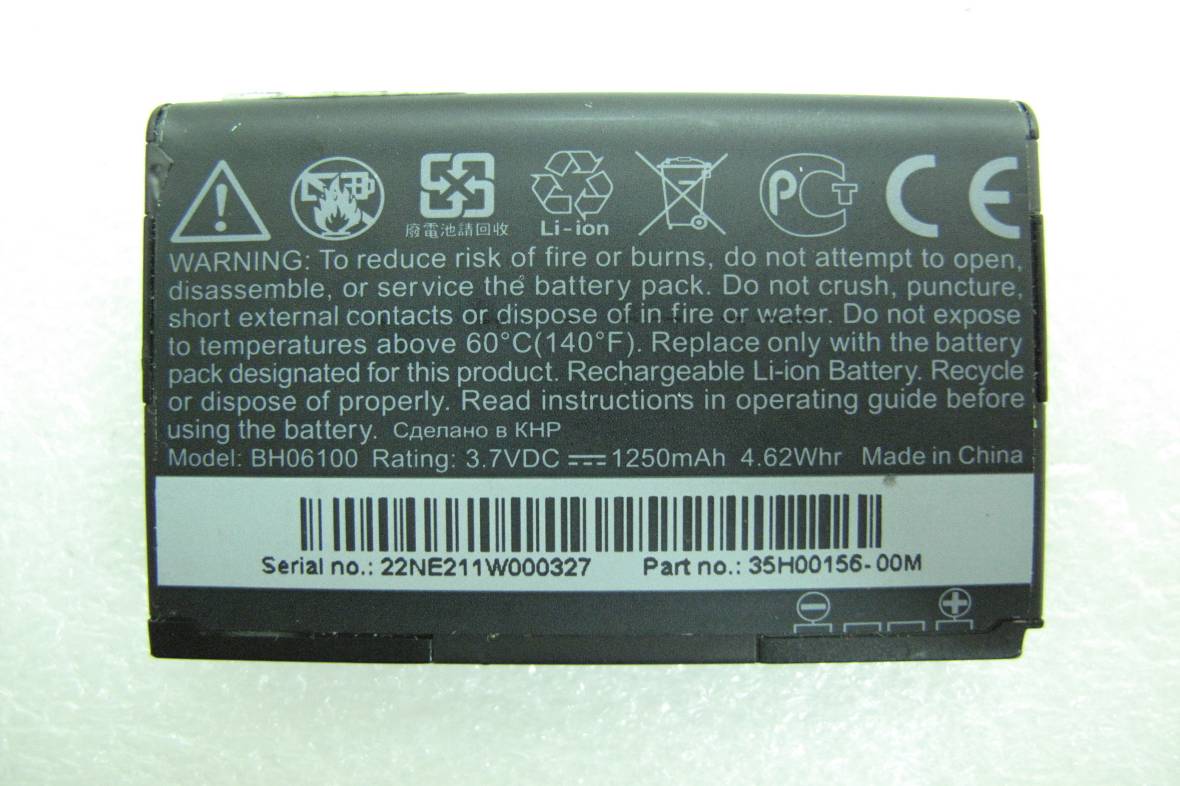 廢電池請回收 Li-ion PCT CE
WARNING: To reduce risk of fire or burns, do not attempt to open,
disassemble, or service the battery pack. Do not crush, puncture,
short external contacts or dispose of in fire or water. Do not expose
to temperatures above 60°C(140°F). Replace only with the battery
pack designated for this product. Rechargeable Li-ion Battery. Recycle
or dispose of properly. Read instructions in operating guide before
using the battery. Сделано в КНР
Model: BH06100 Rating: 3.7VDC ⎓ 1250mAh 4.62Whr Made in China
Serial no.: 22NE211W000327 Part no.: 35H00156-00M
− +